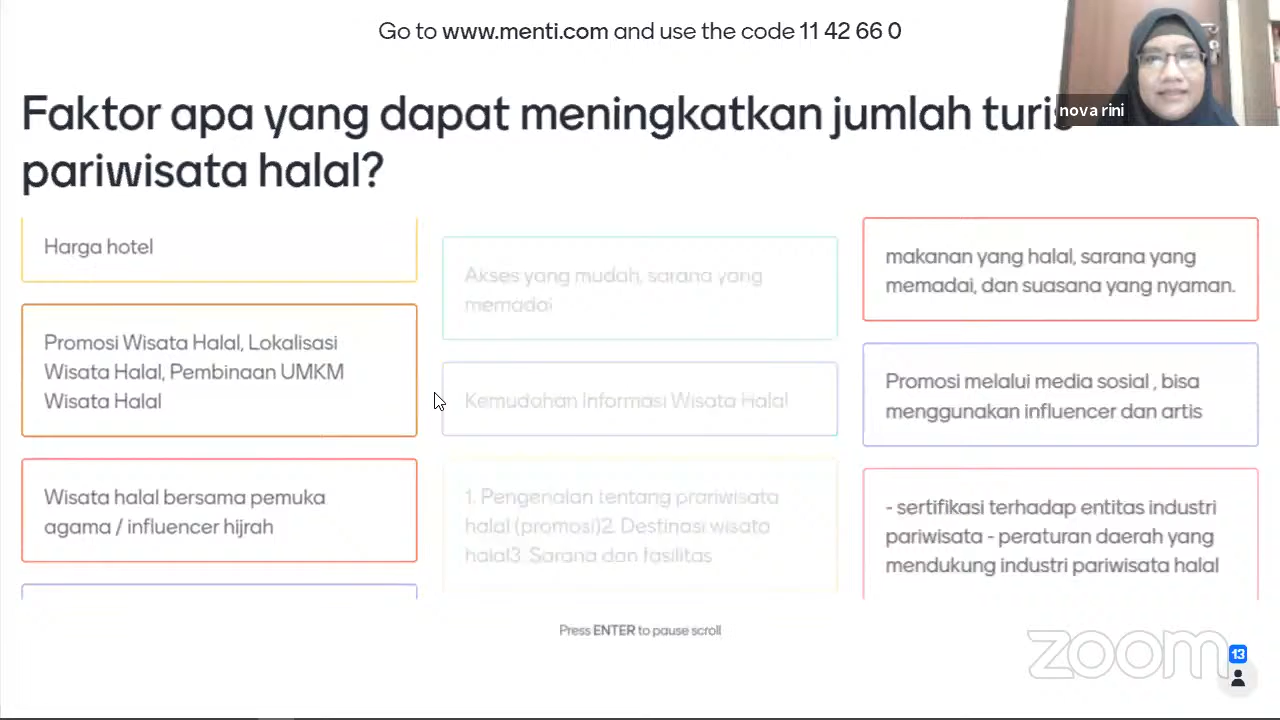 Go to www.menti.com and use the code 11 42 66 0
nova rini
Faktor apa yang dapat meningkatkan jumlah turis
pariwisata halal?
Harga hotel
Promosi Wisata Halal, Lokalisasi
Wisata Halal, Pembinaan UMKM
Wisata Halal
Wisata halal bersama pemuka
agama / influencer hijrah
Akses yang mudah, sarana yang
memadai
Kemudahan Informasi Wisata Halal
1. Pengenalan tentang prariwisata
halal (promosi)2. Destinasi wisata
halal3. Sarana dan fasilitas
makanan yang halal, sarana yang
memadai, dan suasana yang nyaman.
Promosi melalui media sosial , bisa
menggunakan influencer dan artis
- sertifikasi terhadap entitas industri
pariwisata - peraturan daerah yang
mendukung industri pariwisata halal
Press ENTER to pause scroll
zoom
13